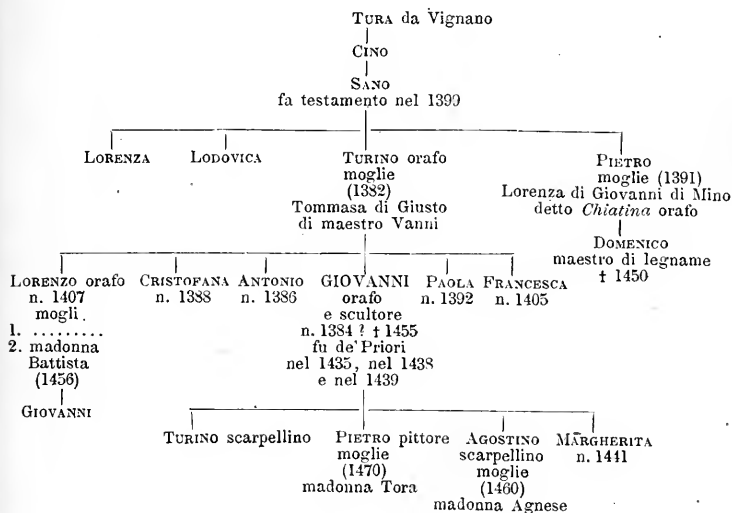 TURA da Vignano
CINO
SANO
fa testamento nel 1399
LORENZA
LODOVICA
TURINO orafo
moglie
(1382)
Tommasa di Giusto
di maestro Vanni
PIETRO
moglie (1391)
Lorenza di Giovanni di Mino
detto Chiatina orafo
DOMENICO
maestro di legname
† 1450
LORENZO orafo
n. 1407
mogli.
1. .........
2. madonna
Battista
(1456)
GIOVANNI
CRISTOFANA
n. 1388
ANTONIO
n. 1386
GIOVANNI
orafo
e scultore
n. 1384 ? † 1455
fu de' Priori
nel 1435, nel 1438
e nel 1439
PAOLA
n. 1392
FRANCESCA
n. 1405
TURINO scarpellino
PIETRO pittore
moglie
(1470)
madonna Tora
AGOSTINO
scarpellino
moglie
(1460)
madonna Agnese
MARGHERITA
n. 1441